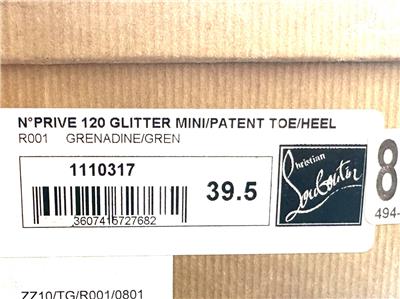 N°PRIVE 120 GLITTER MINI/PATENT TOE/HEEL
R001 GRENADINE/GREN
1110317
39.5
3607416727682
Christian
Louboutin
8
494-
ZZ10/TG/R001/0801